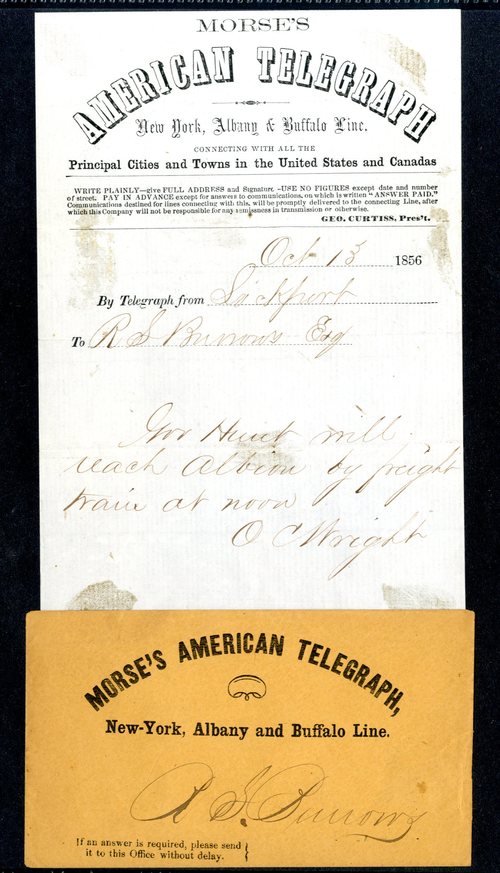 MORSE'S
AMERICAN TELEGRAPH
New York, Albany & Buffalo Line.
CONNECTING WITH ALL THE
Principal Cities and Towns in the United States and Canadas
WRITE PLAINLY—give FULL ADDRESS and Signature.—USE NO FIGURES except date and number
of street. PAY IN ADVANCE except for answers to communications, on which is written "ANSWER PAID."
Communications destined for lines connecting with this, will be promptly delivered to the connecting Line, after
which this Company will not be responsible for any remissness in transmission or otherwise.
GEO. CURTISS, Pres't.
Oct 13 1856
By Telegraph from Lockport
To R S Burrows Esq
Gov Hunt will
reach Albion by freight
train at noon
O C Wright
MORSE'S AMERICAN TELEGRAPH,
New-York, Albany and Buffalo Line.
R S. Burrows
If an answer is required, please send
it to this Office without delay.